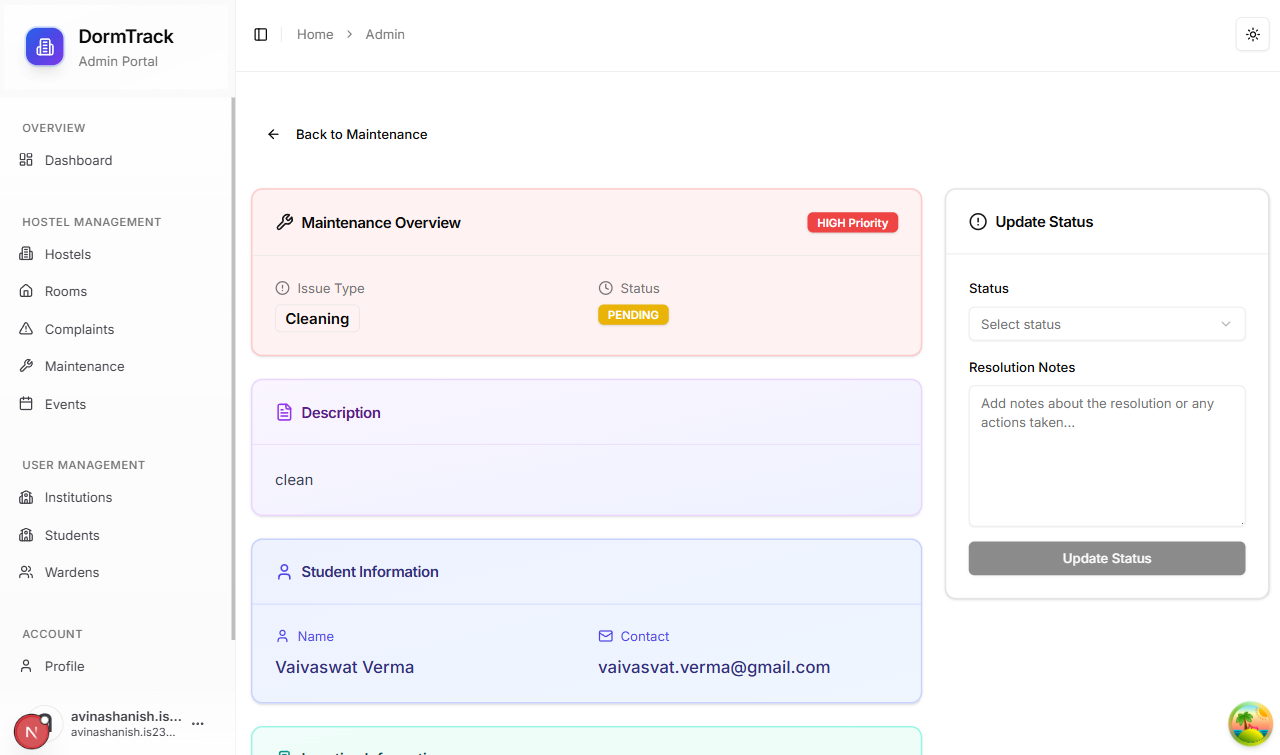 DormTrack
Admin Portal
OVERVIEW
Dashboard
HOSTEL MANAGEMENT
Hostels
Rooms
Complaints
Maintenance
Events
USER MANAGEMENT
Institutions
Students
Wardens
ACCOUNT
Profile
avinashanish.is...
avinashanish.is23...
N
Home > Admin
Back to Maintenance
Maintenance Overview
HIGH Priority
Issue Type
Cleaning
Status
PENDING
Description
clean
Student Information
Name
Vaivaswat Verma
Contact
vaivasvat.verma@gmail.com
Update Status
Status
Select status
Resolution Notes
Add notes about the resolution or any
actions taken...
Update Status